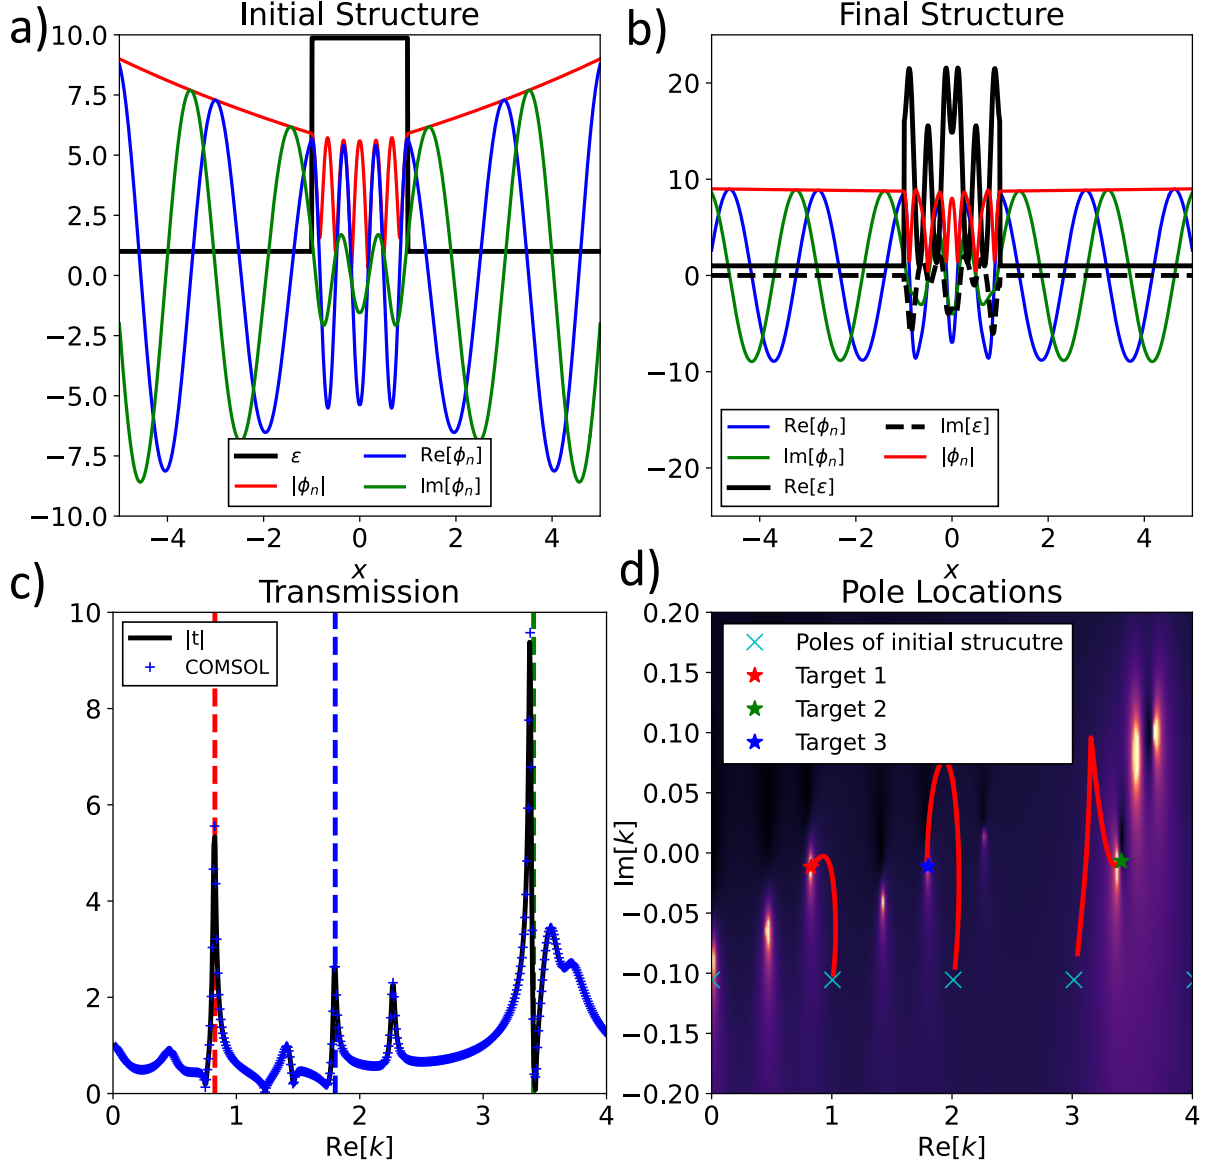 a)
Initial Structure
10.0
7.5
5.0
2.5
0.0
−2.5
−5.0
−7.5
−10.0
ε
|ϕn|
Re[ϕn]
Im[ϕn]
−4 −2 0 2 4
x
b)
Final Structure
20
10
0
−10
−20
Re[ϕn]
Im[ϕn]
Re[ε]
Im[ε]
|ϕn|
−4 −2 0 2 4
x
c)
Transmission
10
8
6
4
2
0
|t|
COMSOL
0 1 2 3 4
Re[k]
d)
Pole Locations
Im[k]
0.20
0.15
0.10
0.05
0.00
−0.05
−0.10
−0.15
−0.20
Poles of initial strucutre
Target 1
Target 2
Target 3
0 1 2 3 4
Re[k]